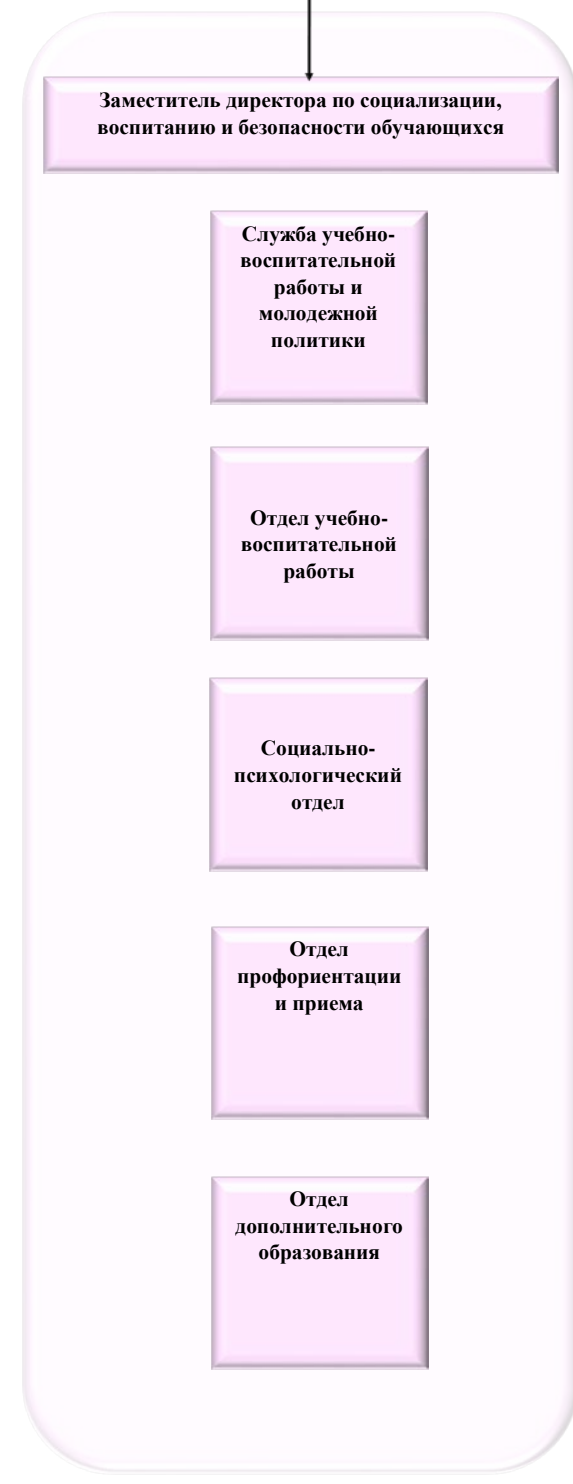 Заместитель директора по социализации,
воспитанию и безопасности обучающихся
Служба учебно-
воспитательной
работы и
молодежной
политики
Отдел учебно-
воспитательной
работы
Социально-
психологический
отдел
Отдел
профориентации
и приема
Отдел
дополнительного
образования